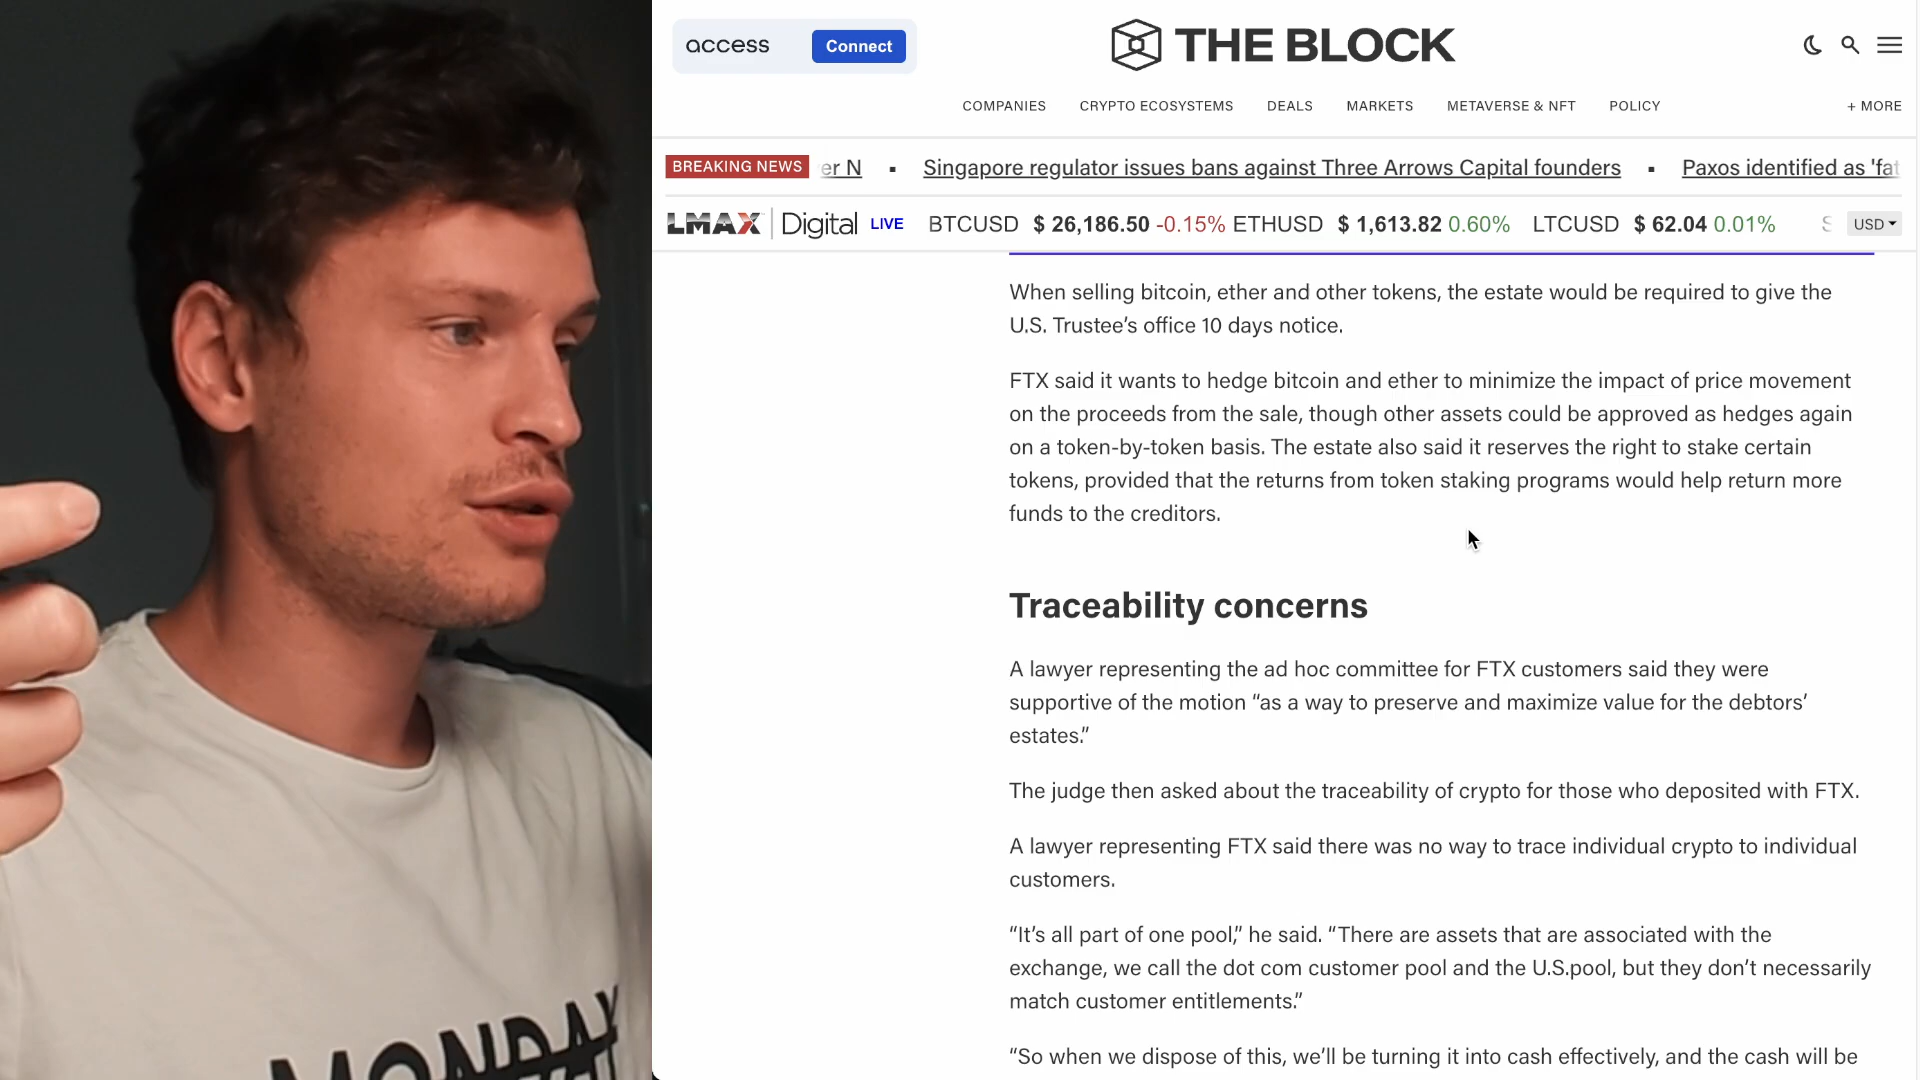 access
Connect
THE BLOCK
COMPANIES CRYPTO ECOSYSTEMS DEALS MARKETS METAVERSE & NFT POLICY + MORE
BREAKING NEWS er N ▪ Singapore regulator issues bans against Three Arrows Capital founders ▪ Paxos identified as 'fat
LMAX Digital LIVE BTCUSD $ 26,186.50 -0.15% ETHUSD $ 1,613.82 0.60% LTCUSD $ 62.04 0.01% USD
When selling bitcoin, ether and other tokens, the estate would be required to give the
U.S. Trustee’s office 10 days notice.
FTX said it wants to hedge bitcoin and ether to minimize the impact of price movement
on the proceeds from the sale, though other assets could be approved as hedges again
on a token-by-token basis. The estate also said it reserves the right to stake certain
tokens, provided that the returns from token staking programs would help return more
funds to the creditors.
Traceability concerns
A lawyer representing the ad hoc committee for FTX customers said they were
supportive of the motion “as a way to preserve and maximize value for the debtors’
estates.”
The judge then asked about the traceability of crypto for those who deposited with FTX.
A lawyer representing FTX said there was no way to trace individual crypto to individual
customers.
“It’s all part of one pool,” he said. “There are assets that are associated with the
exchange, we call the dot com customer pool and the U.S.pool, but they don’t necessarily
match customer entitlements.”
“So when we dispose of this, we’ll be turning it into cash effectively, and the cash will be
MONDAY